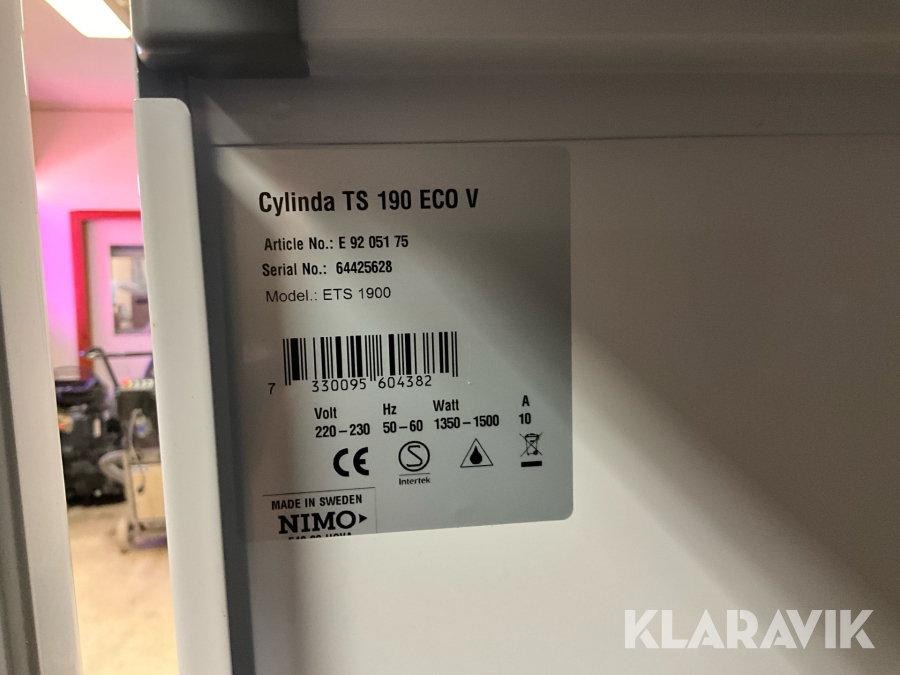 Cylinda TS 190 ECO V
Article No.: E 92 051 75
Serial No.: 64425628
Model.: ETS 1900
7 330095 604382
Volt Hz Watt A
220-230 50-60 1350-1500 10
CE
S
Intertek
MADE IN SWEDEN
NIMO
KLARAVIK